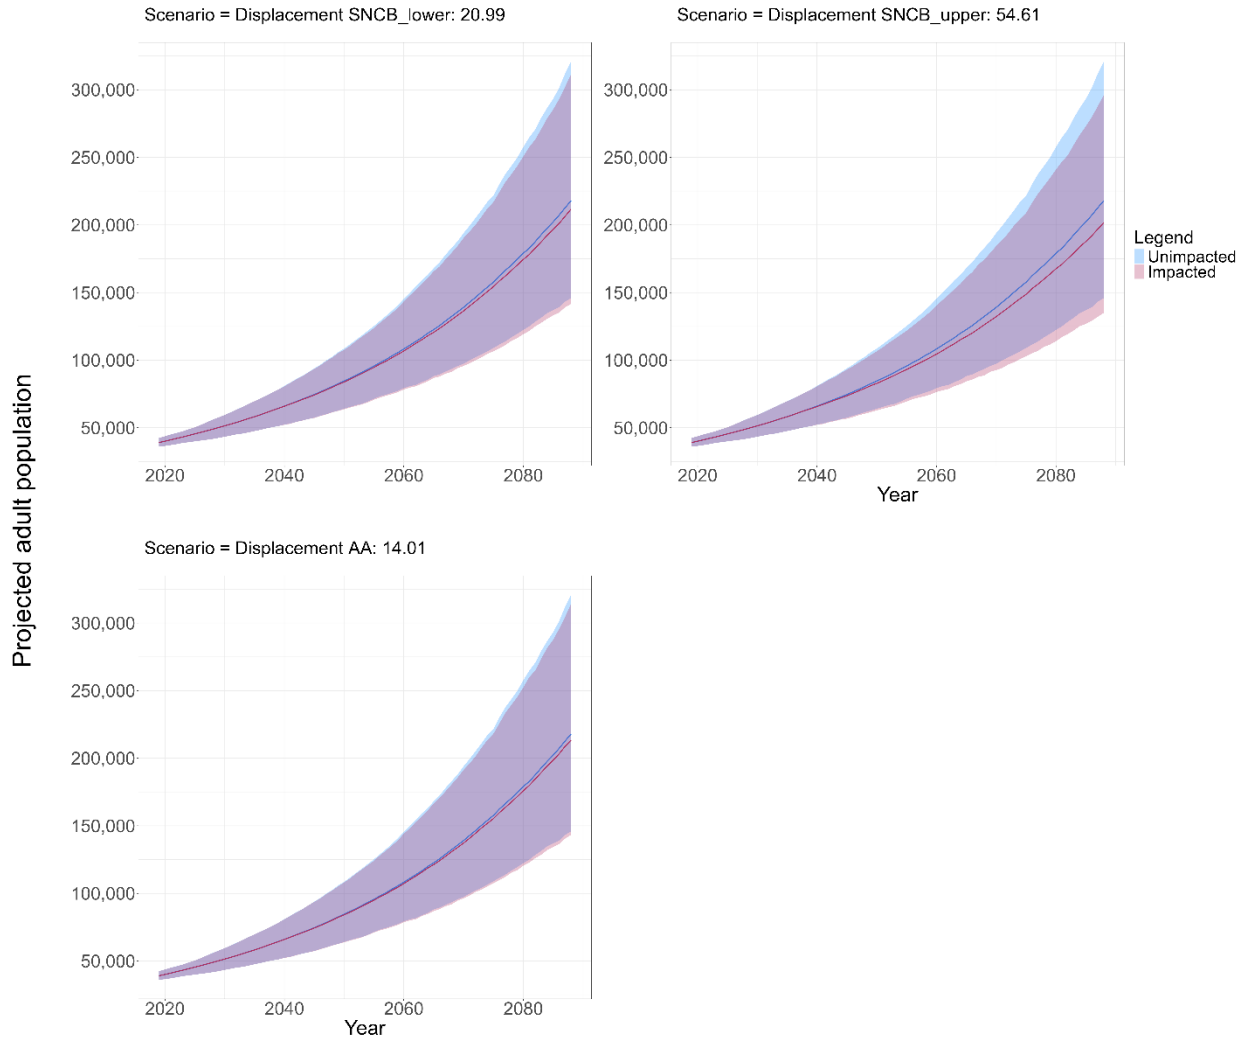 Scenario = Displacement SNCB_lower: 20.99
Scenario = Displacement SNCB_upper: 54.61
Projected adult population
300,000
250,000
200,000
150,000
100,000
50,000
2020 2040 2060 2080
300,000
250,000
200,000
150,000
100,000
50,000
2020 2040 2060 2080
Year
Legend
Unimpacted
Impacted
Scenario = Displacement AA: 14.01
300,000
250,000
200,000
150,000
100,000
50,000
2020 2040 2060 2080
Year